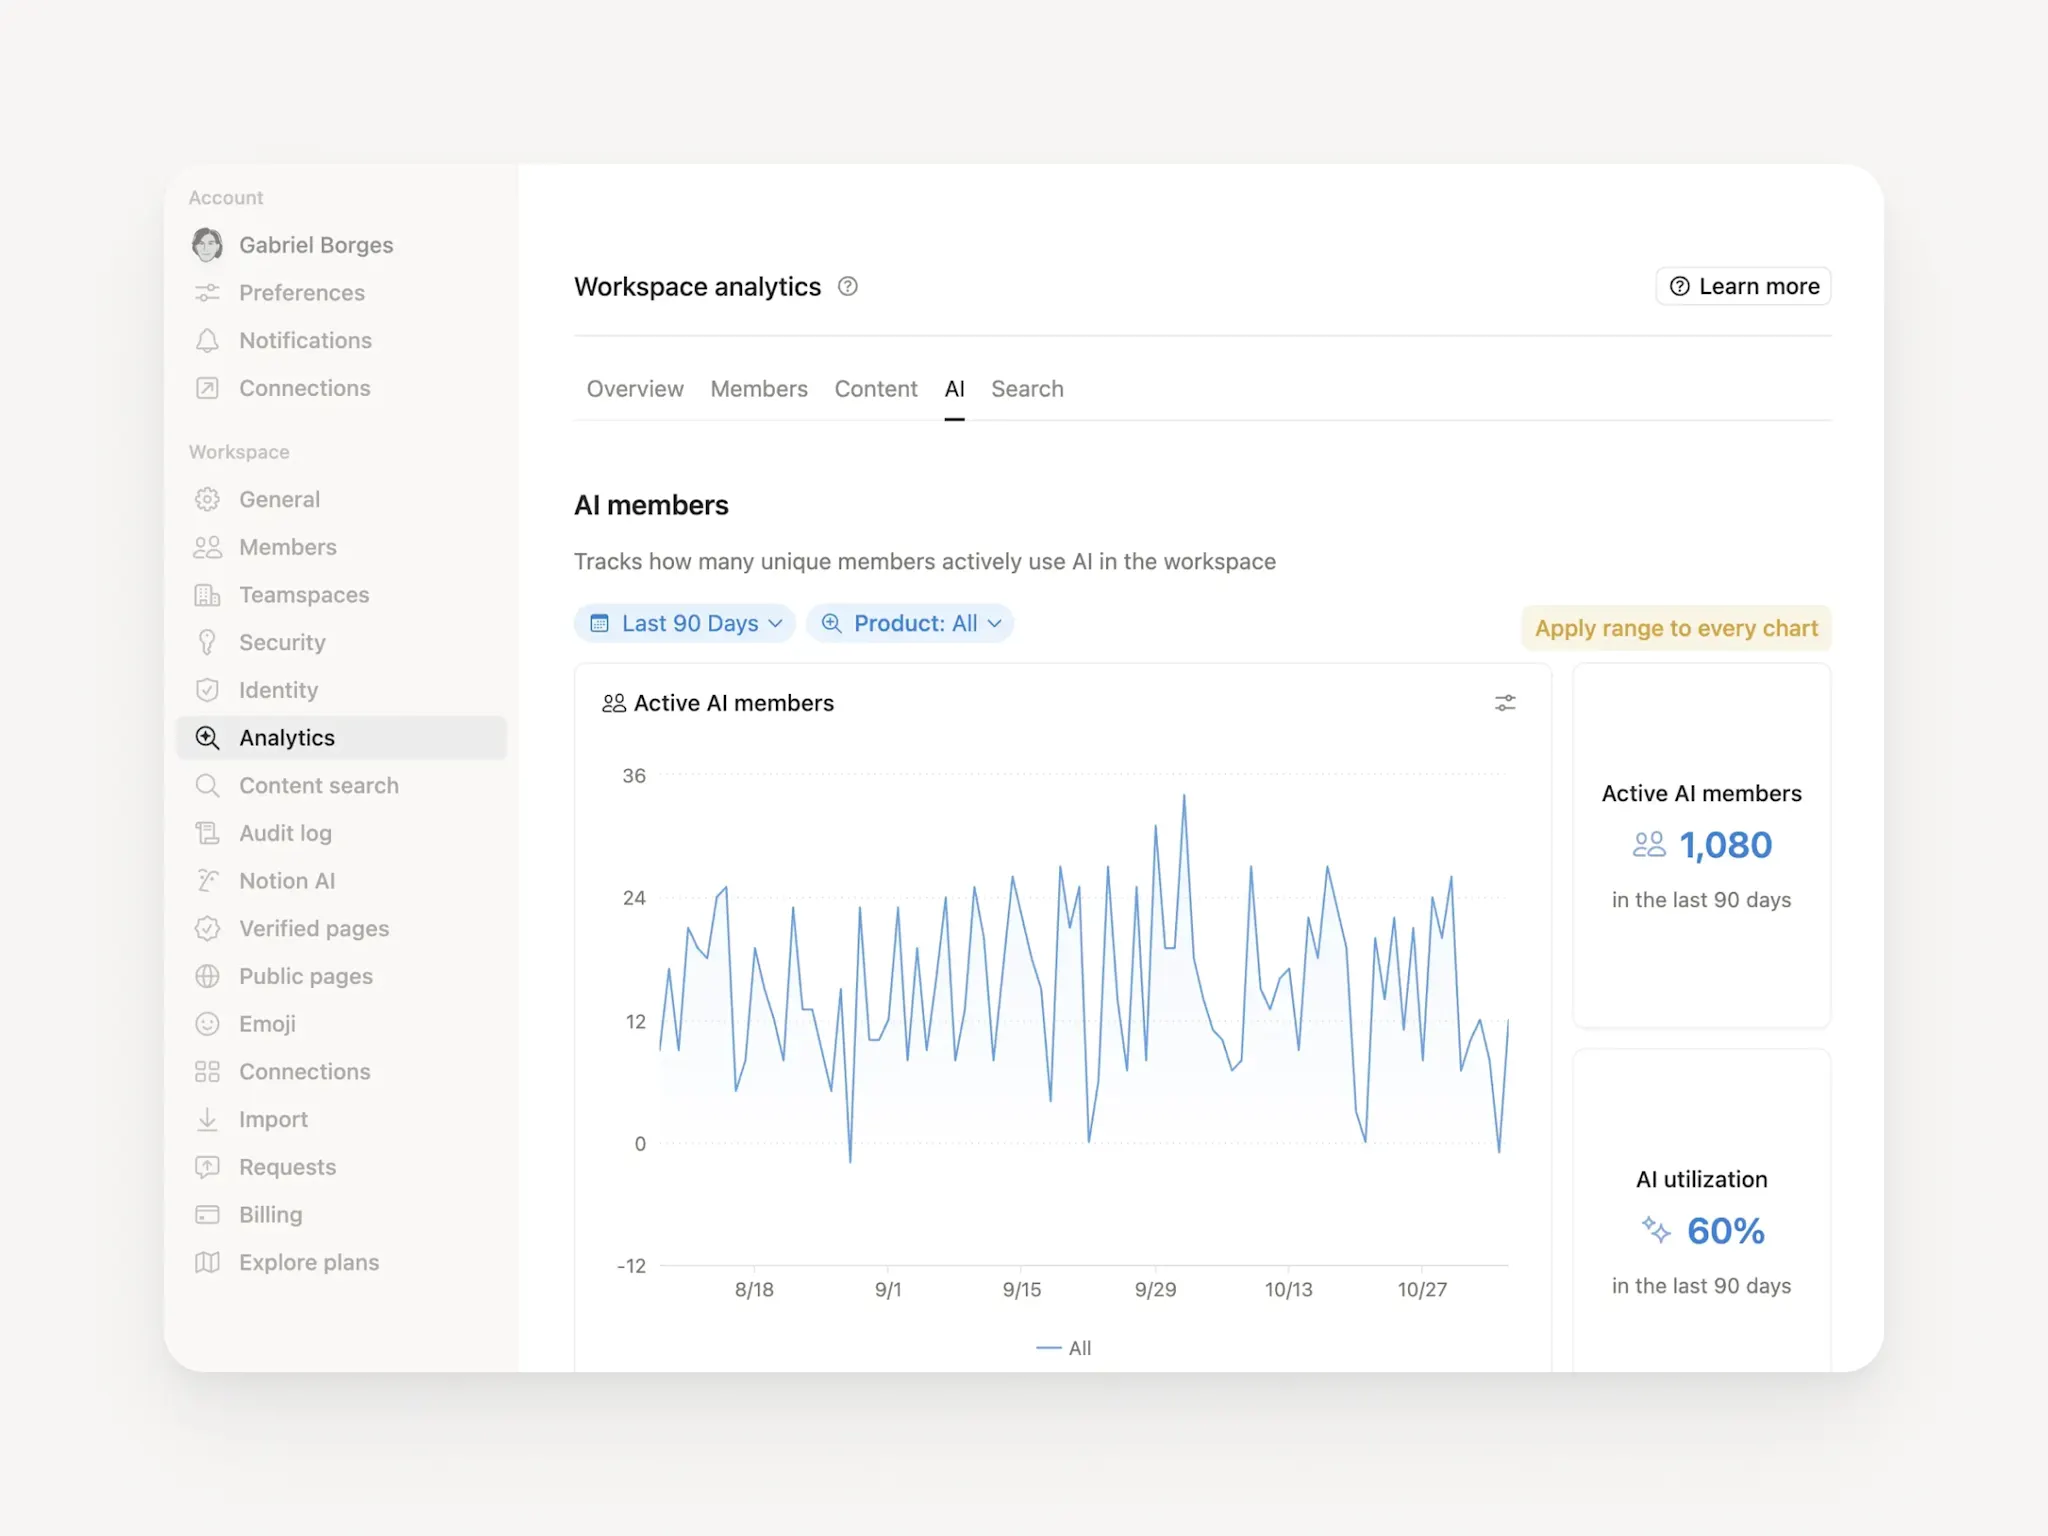 Account
Gabriel Borges
Preferences
Notifications
Connections
Workspace
General
Members
Teamspaces
Security
Identity
Analytics
Content search
Audit log
Notion AI
Verified pages
Public pages
Emoji
Connections
Import
Requests
Billing
Explore plans
Workspace analytics
Learn more
Overview Members Content AI Search
AI members
Tracks how many unique members actively use AI in the workspace
Last 90 Days Product: All
Apply range to every chart
Active AI members
36
24
12
0
-12
8/18 9/1 9/15 9/29 10/13 10/27
All
Active AI members
1,080
in the last 90 days
AI utilization
60%
in the last 90 days